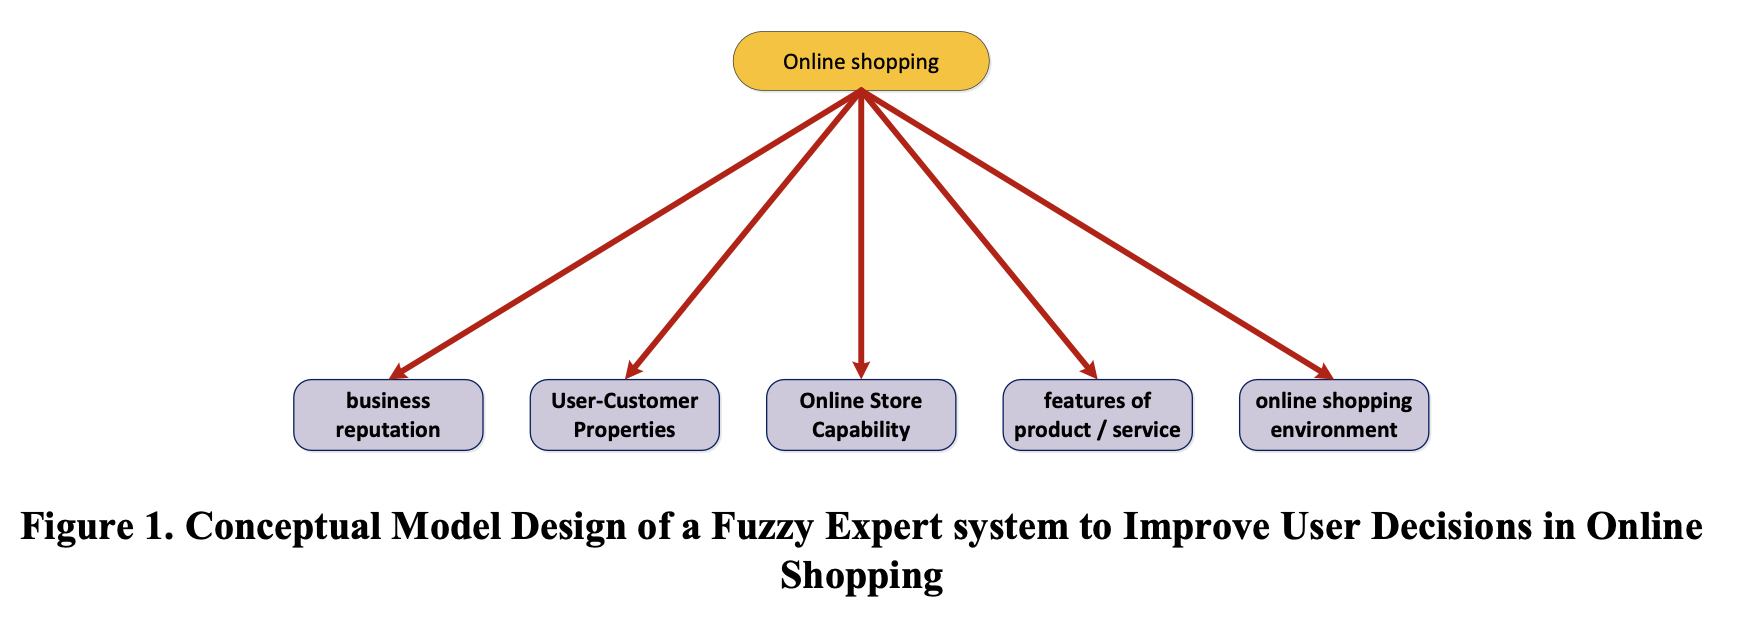 Online shopping
business
reputation
User-Customer
Properties
Online Store
Capability
features of
product / service
online shopping
environment
Figure 1. Conceptual Model Design of a Fuzzy Expert system to Improve User Decisions in Online
Shopping